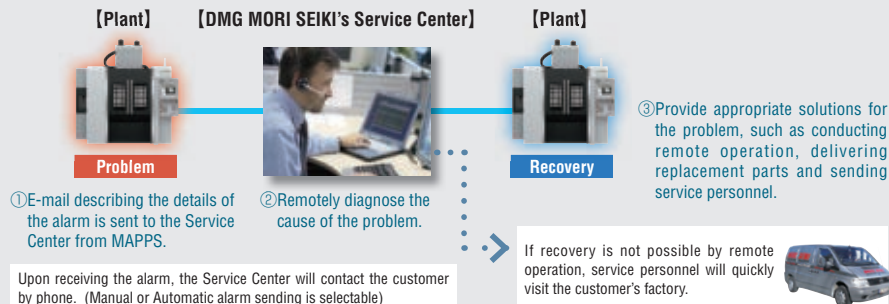 【Plant】
【DMG MORI SEIKI's Service Center】
【Plant】
Problem
Recovery
①E-mail describing the details of
the alarm is sent to the Service
Center from MAPPS.
②Remotely diagnose the
cause of the problem.
③Provide appropriate solutions for
the problem, such as conducting
remote operation, delivering
replacement parts and sending
service personnel.
Upon receiving the alarm, the Service Center will contact the customer
by phone. (Manual or Automatic alarm sending is selectable)
If recovery is not possible by remote
operation, service personnel will quickly
visit the customer's factory.